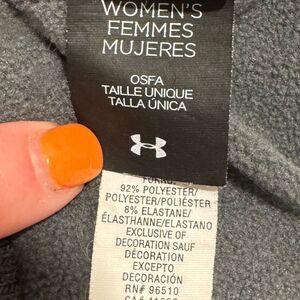 WOMEN'S
FEMMES
MUJERES
OSFA
TAILLE UNIQUE
TALLA ÚNICA
92% POLYESTER/
POLYESTER/POLIÉSTER
8% ELASTANE/
ÉLASTHANNE/ELASTANO
EXCLUSIVE OF
DECORATION SAUF
DÉCORATION
EXCEPTO
DECORACIÓN
RN# 96510